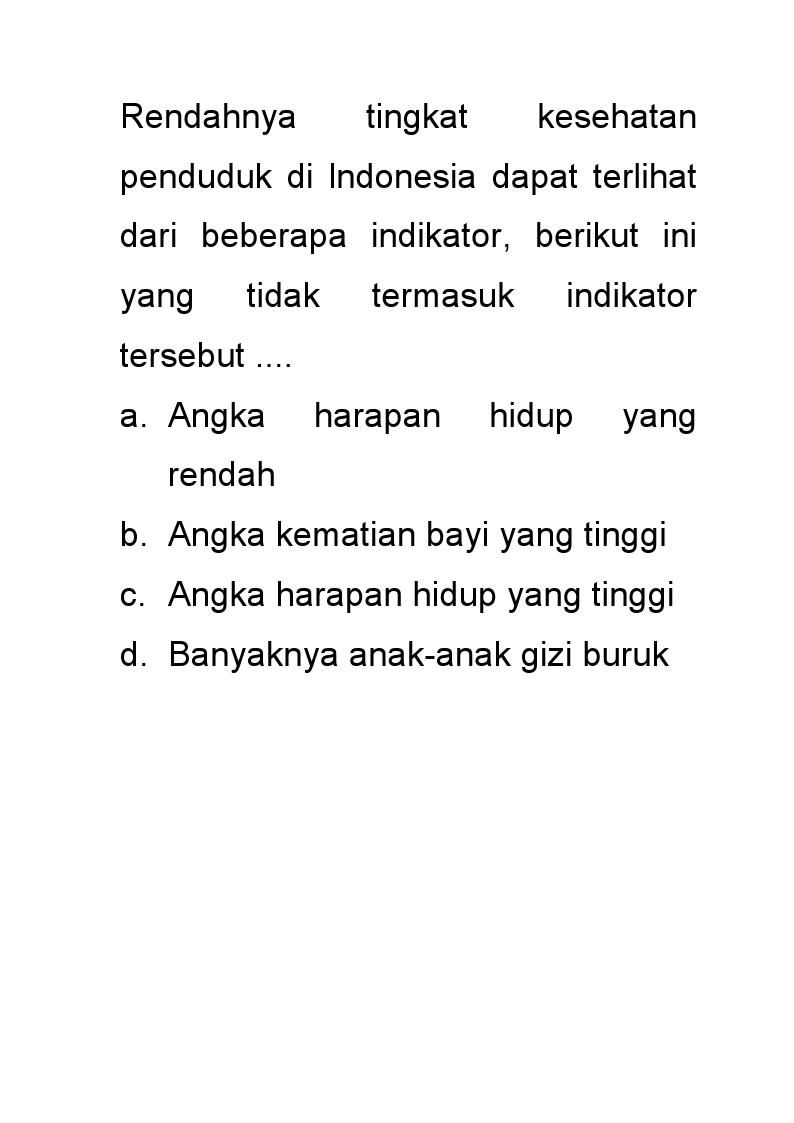 Rendahnya tingkat kesehatan
penduduk di Indonesia dapat terlihat
dari beberapa indikator, berikut ini
yang tidak termasuk indikator
tersebut ....
a. Angka harapan hidup yang
rendah
b. Angka kematian bayi yang tinggi
c. Angka harapan hidup yang tinggi
d. Banyaknya anak-anak gizi buruk